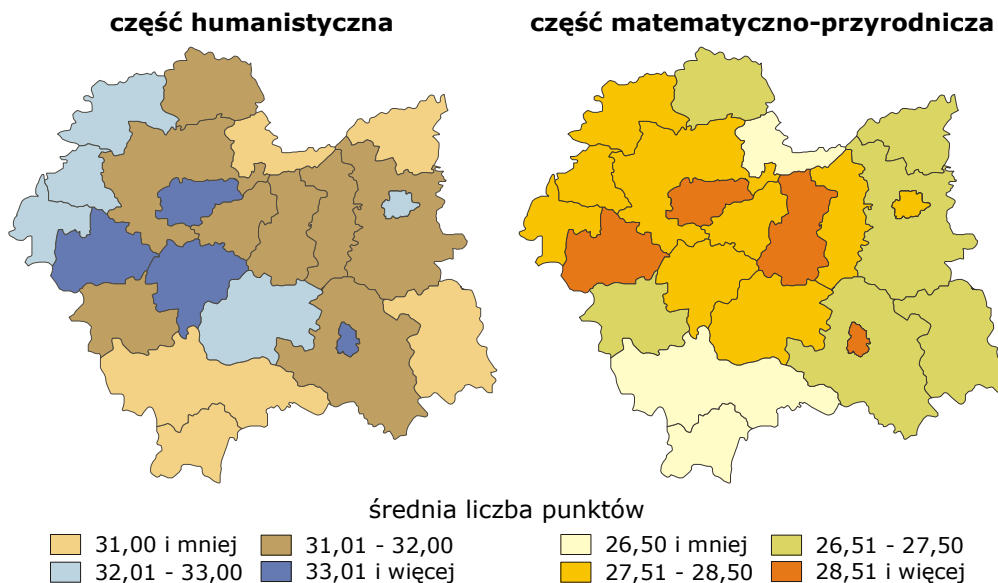 część humanistyczna
część matematyczno-przyrodnicza
średnia liczba punktów
31,00 i mniej
31,01 - 32,00
32,01 - 33,00
33,01 i więcej
26,50 i mniej
26,51 - 27,50
27,51 - 28,50
28,51 i więcej